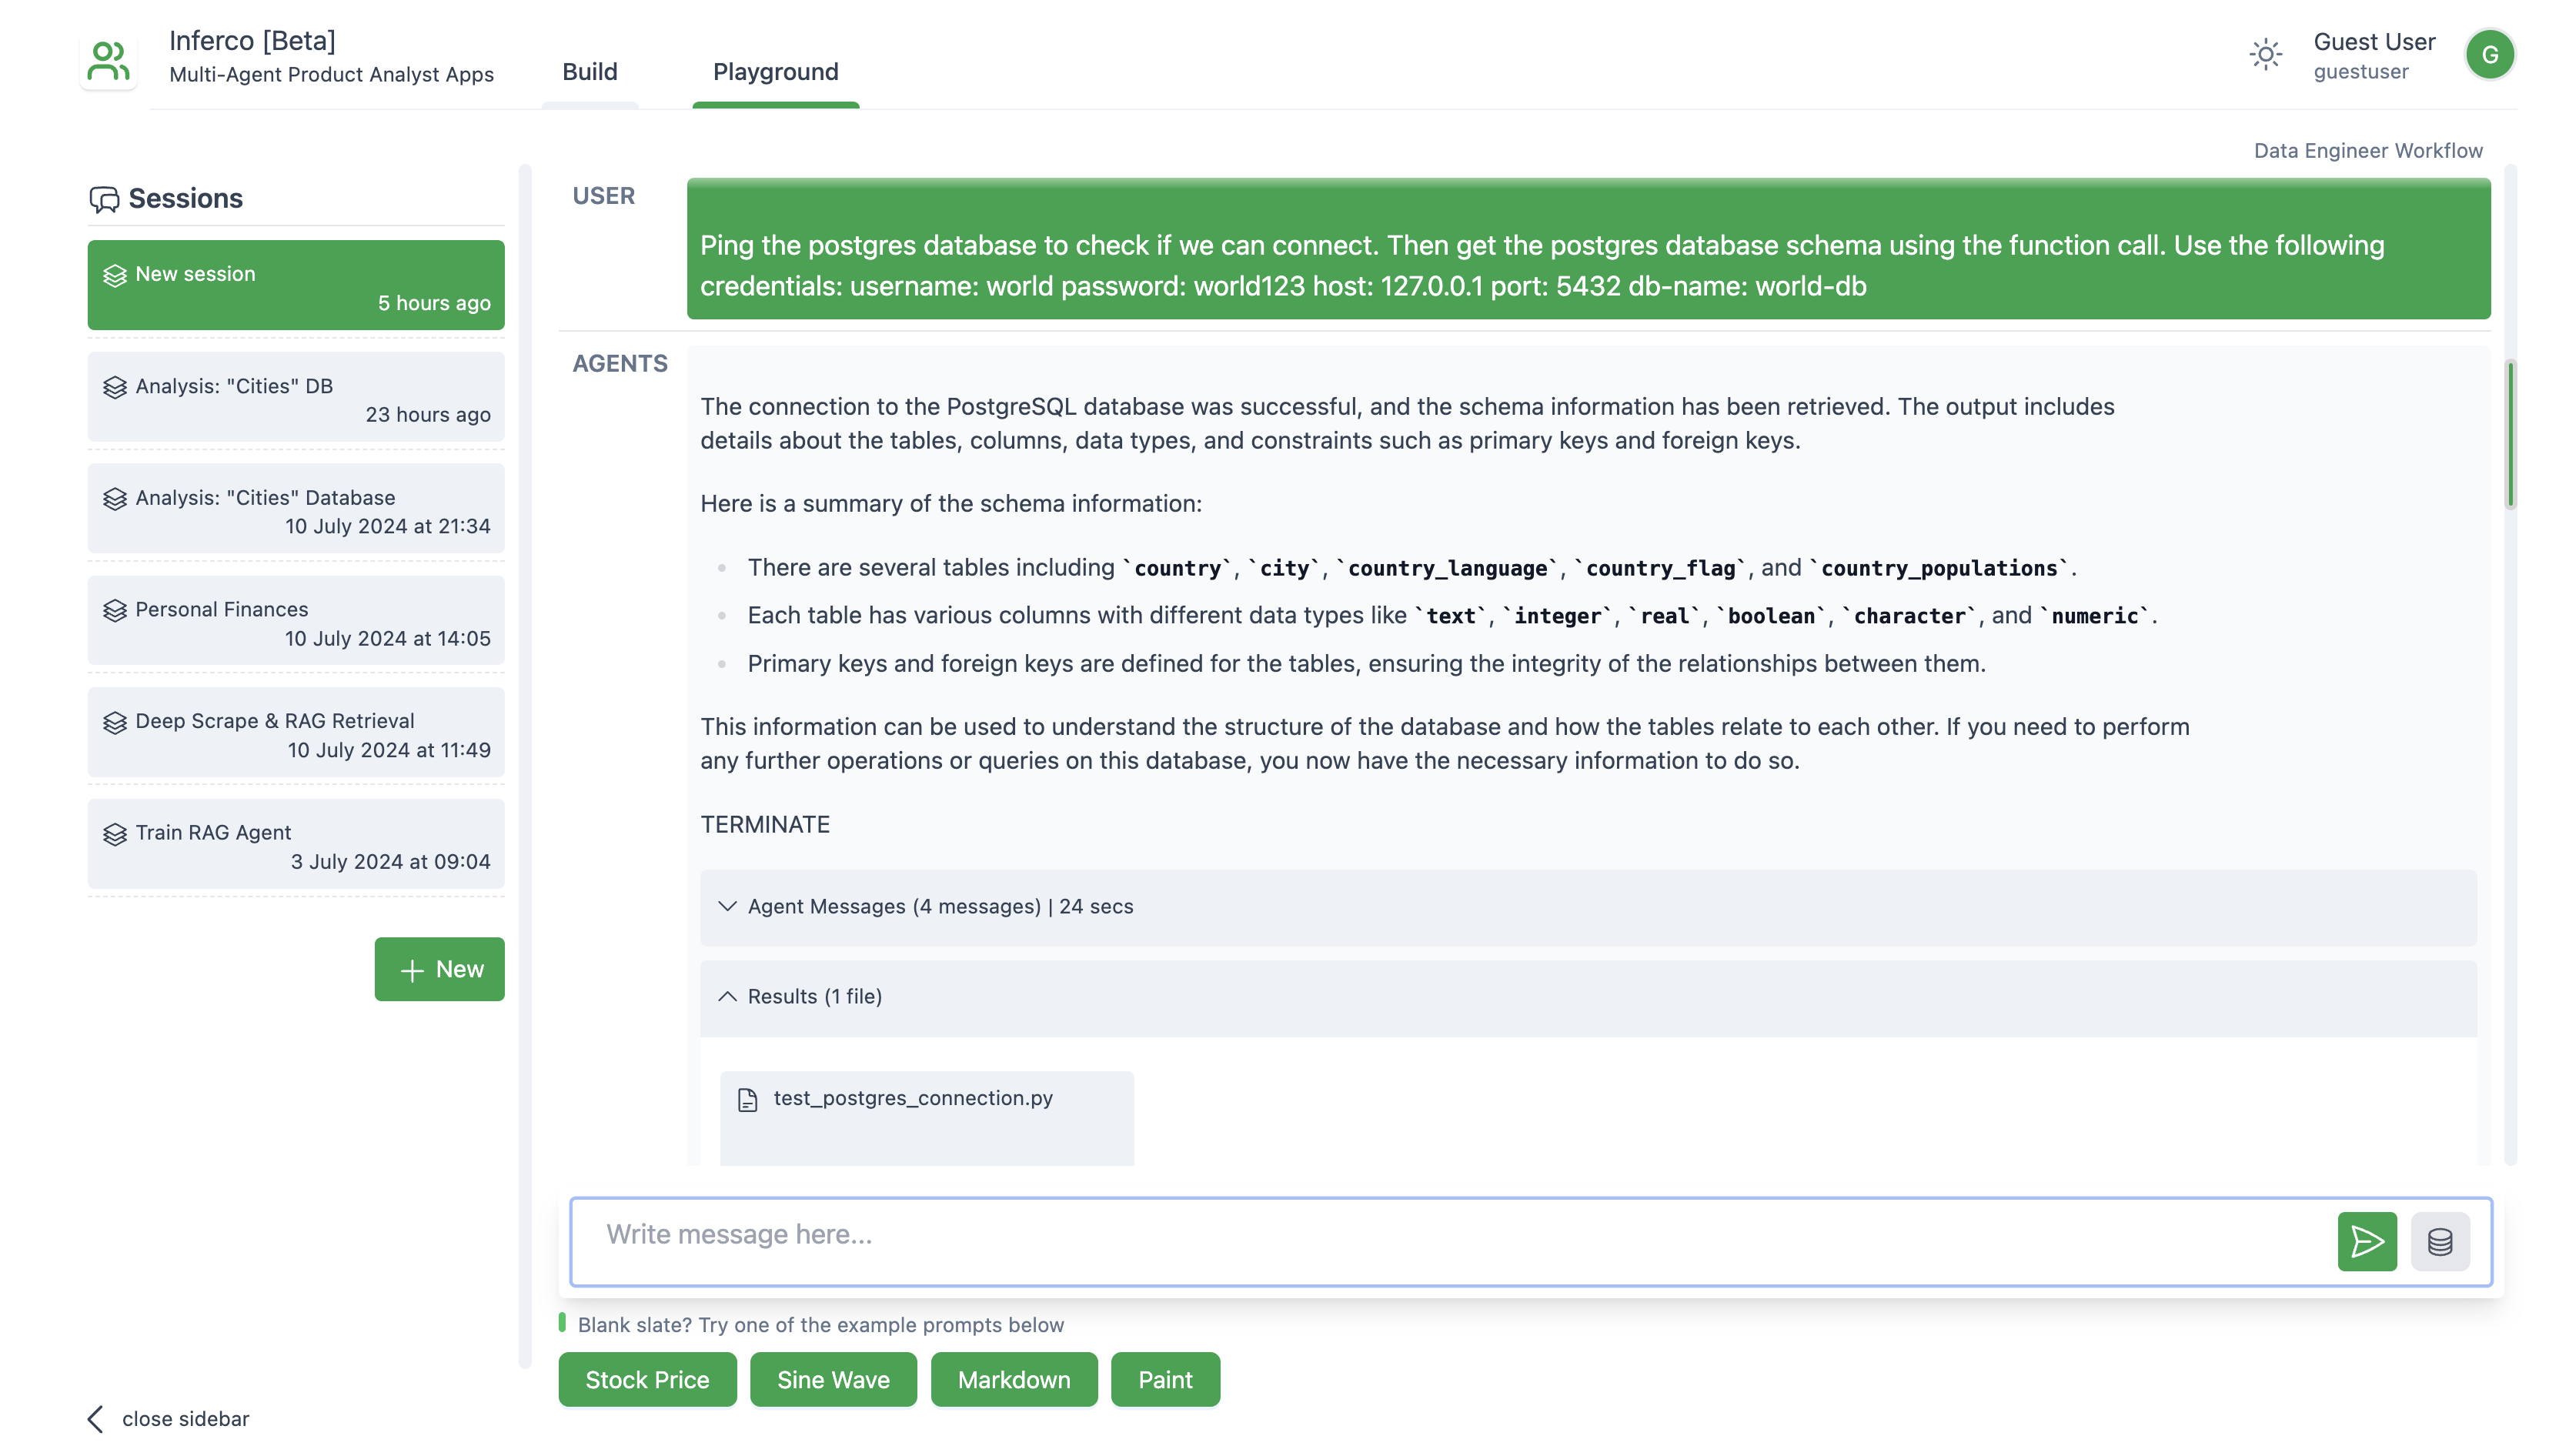 Inferco [Beta]
Multi-Agent Product Analyst Apps
Build
Playground
Guest User
guestuser
G
Data Engineer Workflow
Sessions
New session
5 hours ago
Analysis: "Cities" DB
23 hours ago
Analysis: "Cities" Database
10 July 2024 at 21:34
Personal Finances
10 July 2024 at 14:05
Deep Scrape & RAG Retrieval
10 July 2024 at 11:49
Train RAG Agent
3 July 2024 at 09:04
New
close sidebar
USER
Ping the postgres database to check if we can connect. Then get the postgres database schema using the function call. Use the following
credentials: username: world password: world123 host: 127.0.0.1 port: 5432 db-name: world-db
AGENTS
The connection to the PostgreSQL database was successful, and the schema information has been retrieved. The output includes
details about the tables, columns, data types, and constraints such as primary keys and foreign keys.
Here is a summary of the schema information:
There are several tables including `country`, `city`, `country_language`, `country_flag`, and `country_populations`.
Each table has various columns with different data types like `text`, `integer`, `real`, `boolean`, `character`, and `numeric`.
Primary keys and foreign keys are defined for the tables, ensuring the integrity of the relationships between them.
This information can be used to understand the structure of the database and how the tables relate to each other. If you need to perform
any further operations or queries on this database, you now have the necessary information to do so.
TERMINATE
Agent Messages (4 messages) | 24 secs
Results (1 file)
test_postgres_connection.py
Write message here...
Blank slate? Try one of the example prompts below
Stock Price
Sine Wave
Markdown
Paint